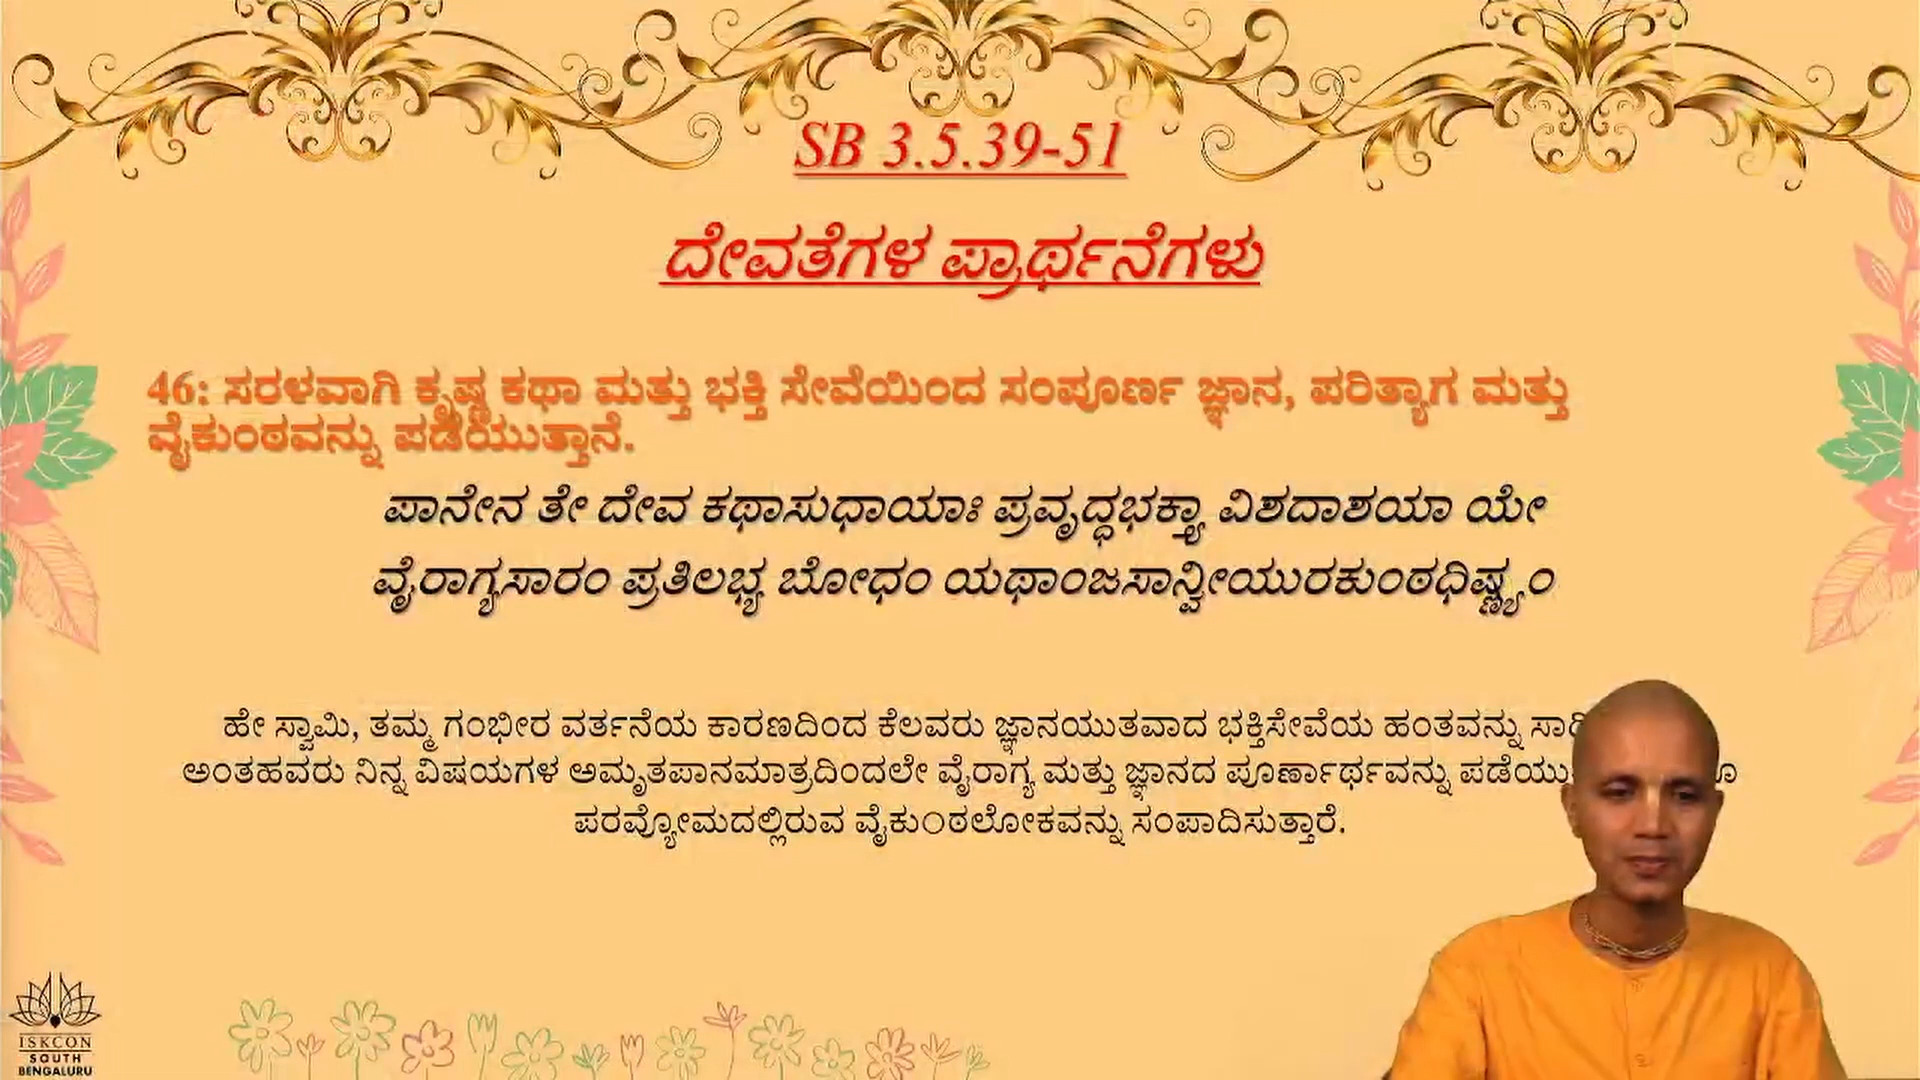 SB 3.5.39-51
ದೇವತೆಗಳ ಪ್ರಾರ್ಥನೆಗಳು
46: ಸರಳವಾಗಿ ಕೃಷ್ಣ ಕಥಾ ಮತ್ತು ಭಕ್ತಿ ಸೇವೆಯಿಂದ ಸಂಪೂರ್ಣ ಜ್ಞಾನ, ಪರಿತ್ಯಾಗ ಮತ್ತು
ವೈಕುಂಠವನ್ನು ಪಡೆಯುತ್ತಾನೆ.
ಪಾನೇನ ತೇ ದೇವ ಕಥಾಸುಧಾಯಾಃ ಪ್ರವೃದ್ಧಭಕ್ತ್ಯಾ ವಿಶದಾಶಯಾ ಯೇ
ವೈರಾಗ್ಯಸಾರಂ ಪ್ರತಿಲಭ್ಯ ಬೋಧಂ ಯಥಾಂಜಸಾನ್ವೀಯುರಕುಂಠಧಿಷ್ಣ್ಯಂ
ಹೇ ಸ್ವಾಮಿ, ತಮ್ಮ ಗಂಭೀರ ವರ್ತನೆಯ ಕಾರಣದಿಂದ ಕೆಲವರು ಜ್ಞಾನಯುತವಾದ ಭಕ್ತಿಸೇವೆಯ ಹಂತವನ್ನು
ಅಂತಹವರು ನಿನ್ನ ವಿಷಯಗಳ ಅಮೃತಪಾನಮಾತ್ರದಿಂದಲೇ ವೈರಾಗ್ಯ ಮತ್ತು ಜ್ಞಾನದ ಪೂರ್ಣಾರ್ಥವನ್ನು
ಪರವ್ಯೋಮದಲ್ಲಿರುವ ವೈಕುಂಠಲೋಕವನ್ನು ಸಂಪಾದಿಸುತ್ತಾರೆ.
ISKCON
SOUTH
BENGALURU